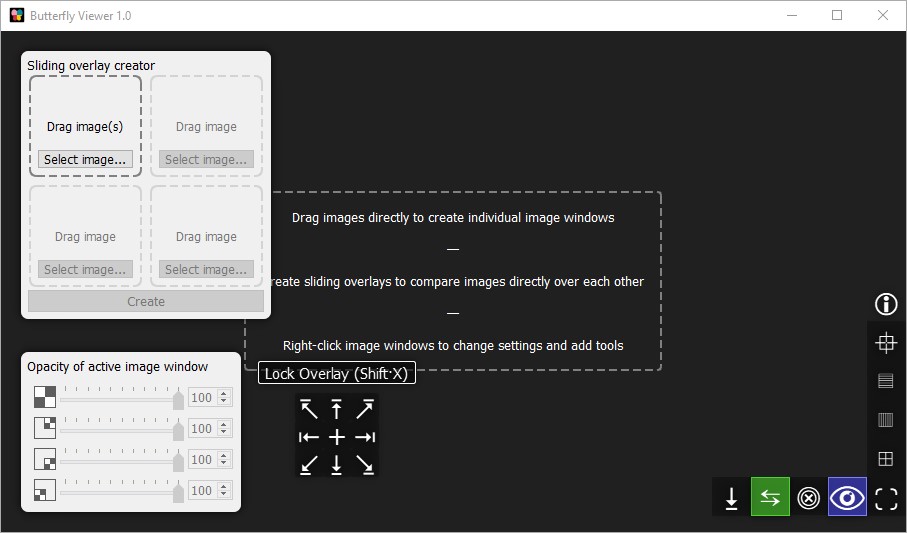 Butterfly Viewer 1.0
Sliding overlay creator
Drag image(s)
Select image...
Drag image
Select image...
Drag image
Select image...
Drag image
Select image...
Create
Drag images directly to create individual image windows
—
reate sliding overlays to compare images directly over each other
—
Right-click image windows to change settings and add tools
Opacity of active image window
100
100
100
100
Lock Overlay (Shift·X)